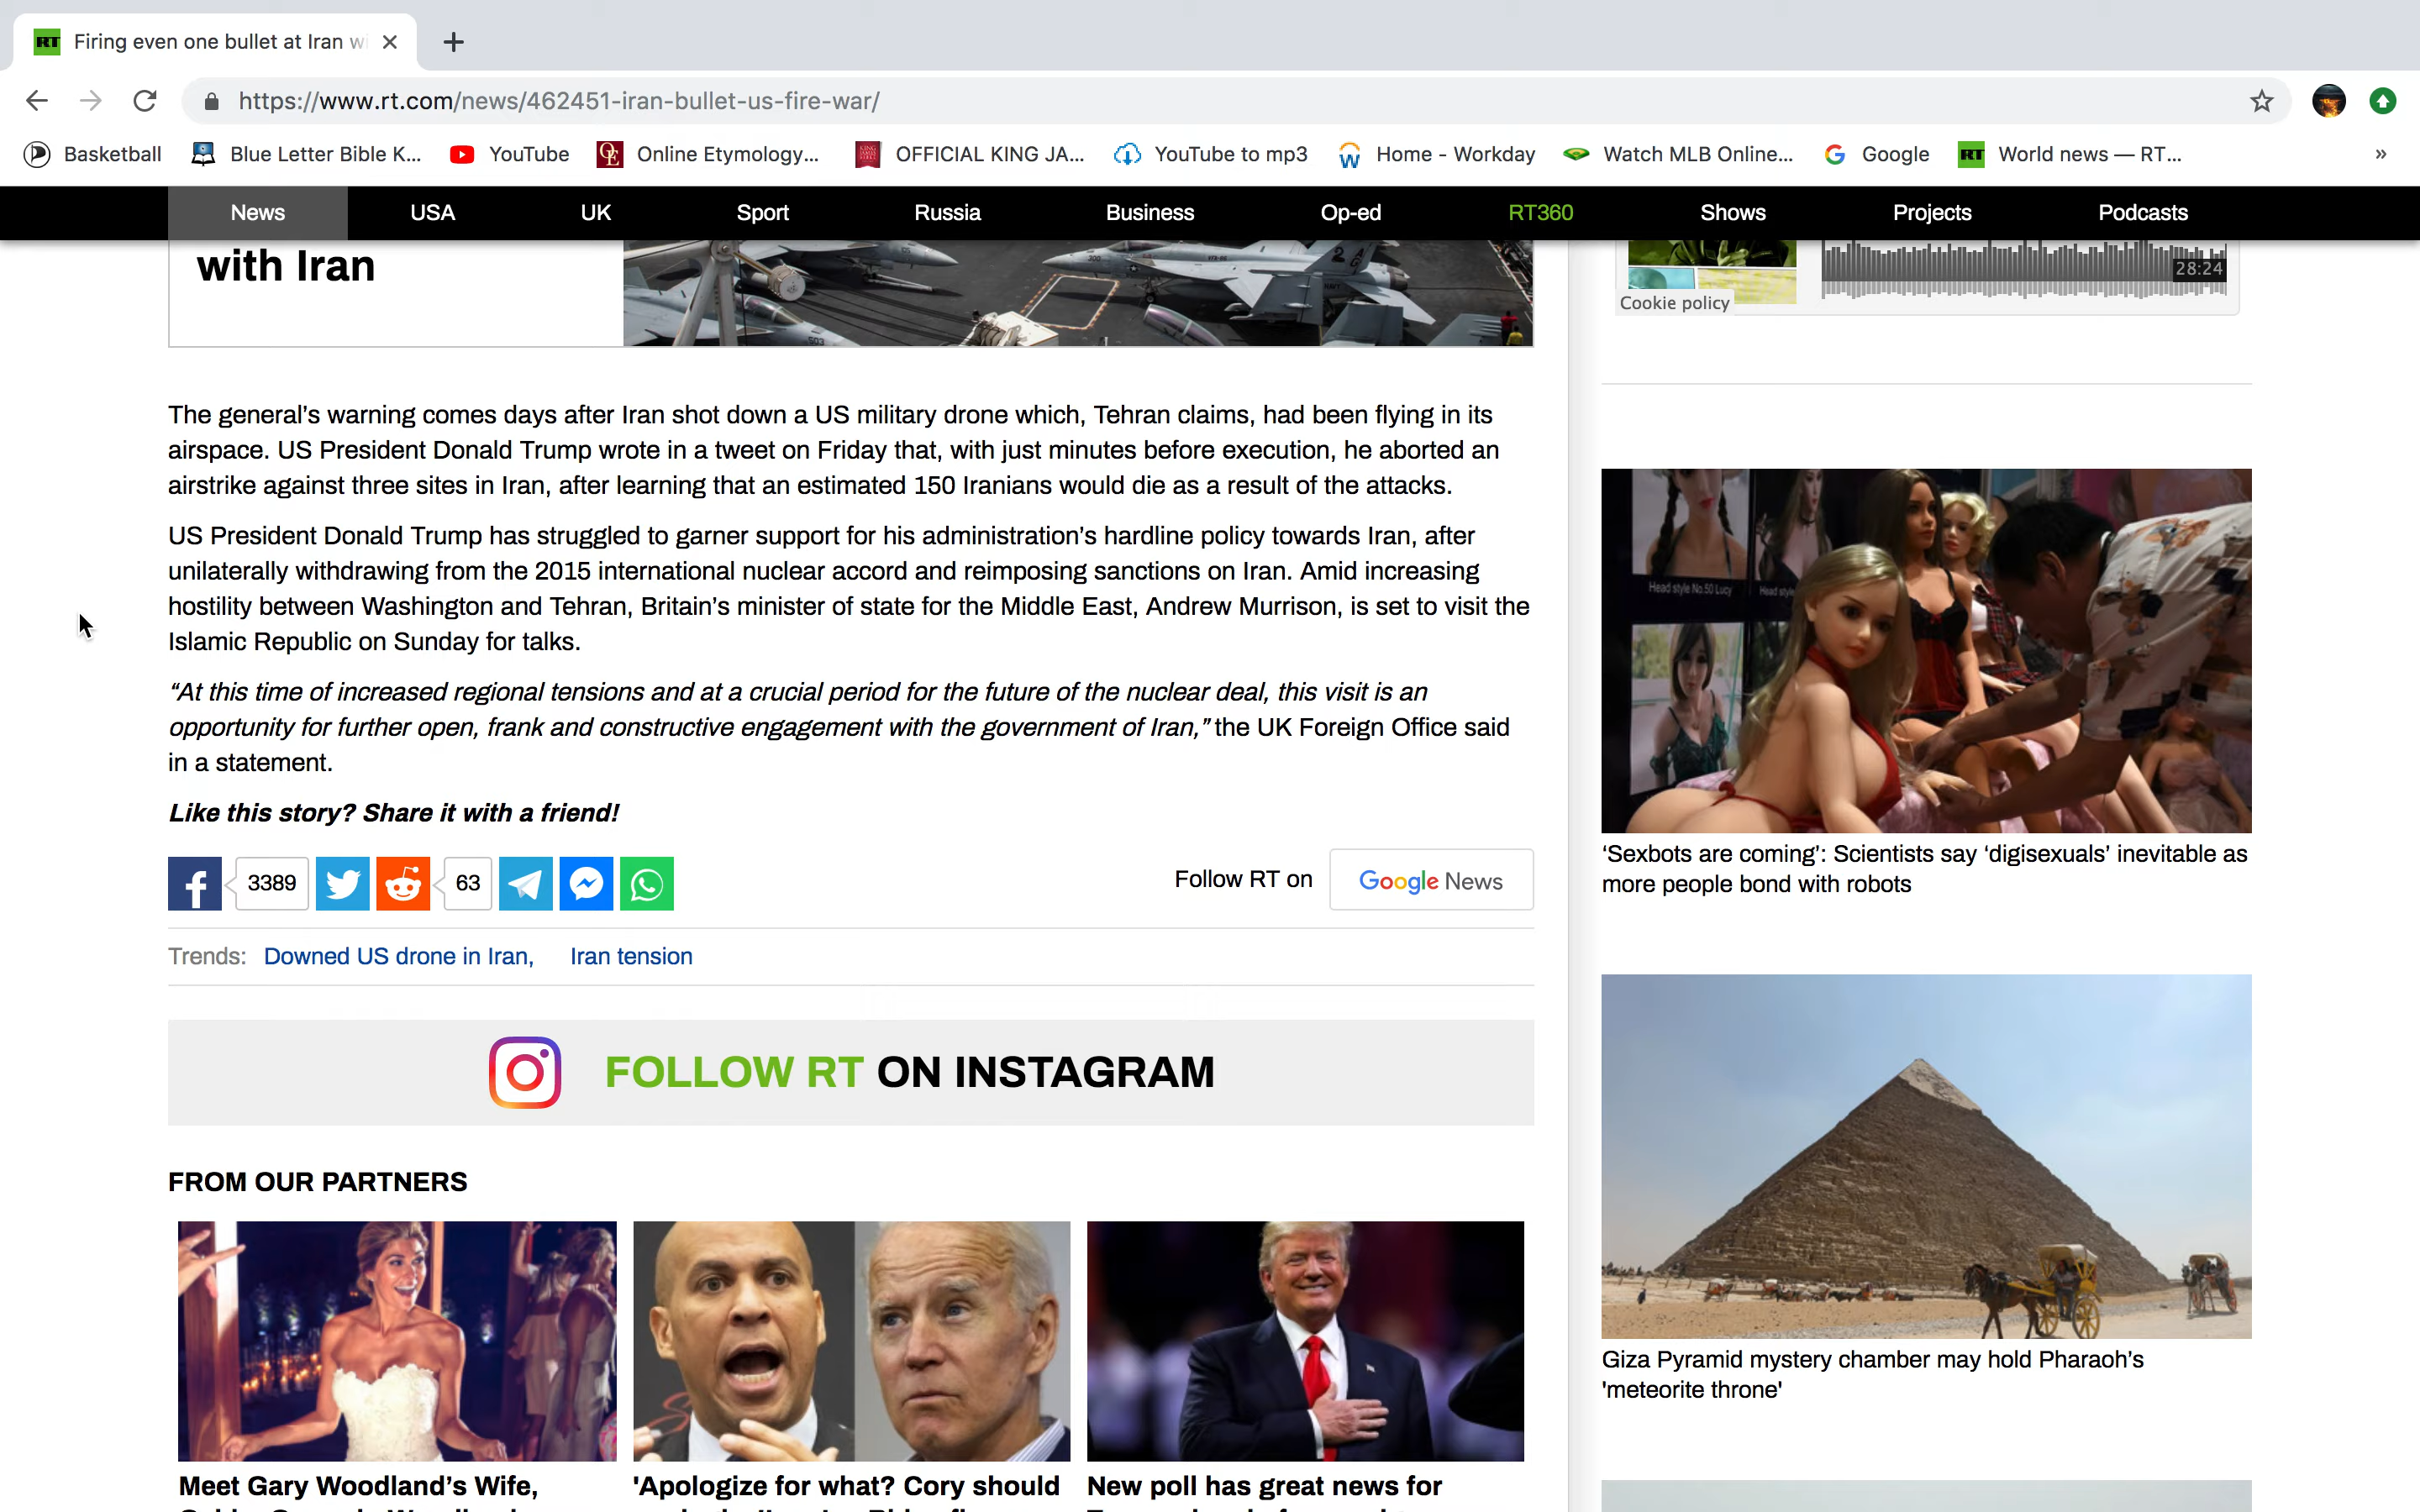 RT Firing even one bullet at Iran wi
https://www.rt.com/news/462451-iran-bullet-us-fire-war/
Basketball Blue Letter Bible K... YouTube Online Etymology... OFFICIAL KING JA... YouTube to mp3 Home - Workday Watch MLB Online... Google RT World news — RT... »
News USA UK Sport Russia Business Op-ed RT360 Shows Projects Podcasts
with Iran
28:24
Cookie policy
The general’s warning comes days after Iran shot down a US military drone which, Tehran claims, had been flying in its
airspace. US President Donald Trump wrote in a tweet on Friday that, with just minutes before execution, he aborted an
airstrike against three sites in Iran, after learning that an estimated 150 Iranians would die as a result of the attacks.
US President Donald Trump has struggled to garner support for his administration’s hardline policy towards Iran, after
unilaterally withdrawing from the 2015 international nuclear accord and reimposing sanctions on Iran. Amid increasing
hostility between Washington and Tehran, Britain’s minister of state for the Middle East, Andrew Murrison, is set to visit the
Islamic Republic on Sunday for talks.
“At this time of increased regional tensions and at a crucial period for the future of the nuclear deal, this visit is an
opportunity for further open, frank and constructive engagement with the government of Iran,” the UK Foreign Office said
in a statement.
Like this story? Share it with a friend!
3389 63
Follow RT on Google News
Trends: Downed US drone in Iran, Iran tension
FOLLOW RT ON INSTAGRAM
FROM OUR PARTNERS
Meet Gary Woodland’s Wife,
'Apologize for what? Cory should
New poll has great news for
Head style No.50 Lucy Head style
‘Sexbots are coming’: Scientists say ‘digisexuals’ inevitable as
more people bond with robots
Giza Pyramid mystery chamber may hold Pharaoh’s
'meteorite throne'